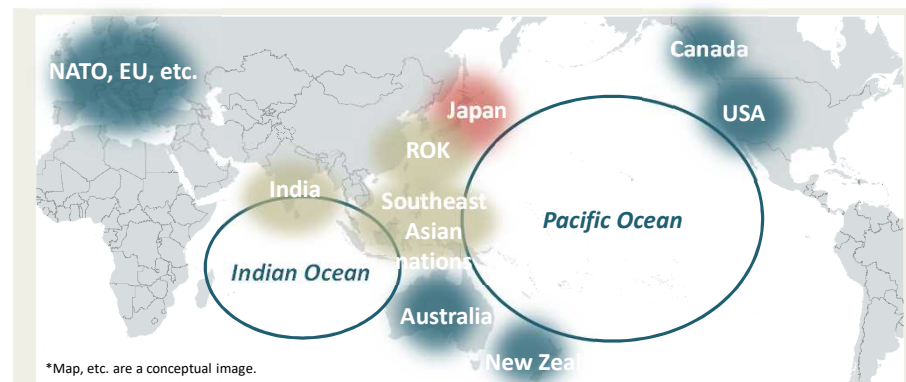 NATO, EU, etc.
Canada
USA
Japan
ROK
India
Southeast
Asian
nations
Pacific Ocean
Indian Ocean
Australia
New Zeal
*Map, etc. are a conceptual image.